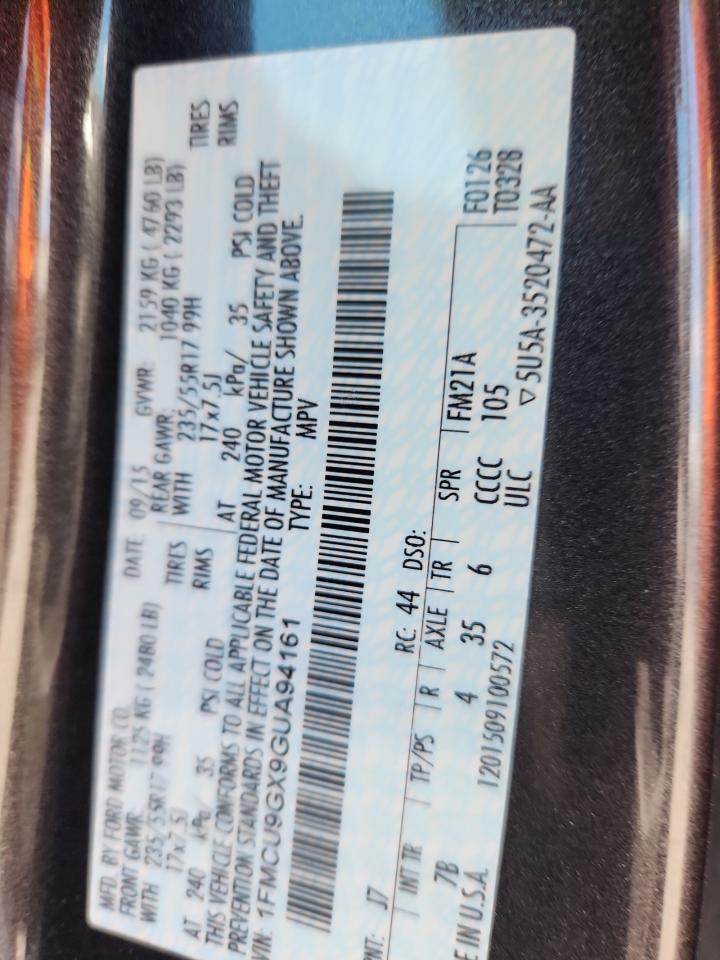 MFD. BY FORD MOTOR CO. DATE: 09/15 GVWR: 2159 KG ( 4760 LB)
FRONT GAWR: 1125 KG ( 2480 LB) REAR GAWR: 1040 KG ( 2293 LB)
WITH 235/55R17 99H TIRES WITH 235/55R17 99H TIRES
17x7.5J RIMS 17x7.5J RIMS
AT 240 kPa/ 35 PSI COLD AT 240 kPa/ 35 PSI COLD
THIS VEHICLE CONFORMS TO ALL APPLICABLE FEDERAL MOTOR VEHICLE SAFETY AND THEFT
PREVENTION STANDARDS IN EFFECT ON THE DATE OF MANUFACTURE SHOWN ABOVE.
VIN: 1FMCU9GX9GUA94161 TYPE: MPV
PNT: J7 RC: 44 DSO: F0126
INT TR TP/PS R AXLE TR SPR FM21A T0328
7B 4 35 6 CCCC 105
E IN U.S.A. 1201509100572 ULC ▽5U5A-3520472-AA